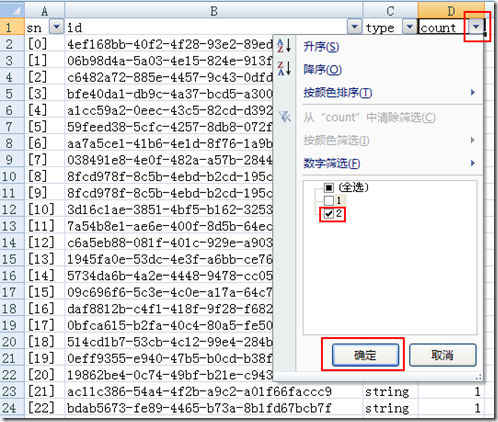 A B C D
1 sn id type count
2 [0] 4ef168bb-40f2-4f28-93e2-89ed
3 [1] 06b98d4a-5a03-4e15-824e-913f
4 [2] c6482a72-885e-4457-9c43-0dfd
5 [3] bfe40da1-db9c-4a37-bcd5-a300
6 [4] a1cc59a2-0eec-43c5-82cd-d392
7 [5] 59feed38-5cfc-4257-8db8-072f
8 [6] aa7a5ce1-41b6-4e1d-8f76-1a9b
9 [7] 038491e8-4e0f-482a-a57b-2844
10 [8] 8fcd978f-8c5b-4ebd-b2cd-195c
11 [9] 8fcd978f-8c5b-4ebd-b2cd-195c
12 [10] 3d16c1ae-3851-4bf5-b162-3253
13 [11] 7a54b8e1-ae6e-400f-8d5b-64ec
14 [12] c6a5eb88-081f-401c-929e-a903
15 [13] 1945fa0e-53dc-4e3f-a6bb-ce76
16 [14] 5734da6b-4a2e-4448-9478-cc05
17 [15] 09c696f6-5c3e-4c0e-a17a-64c7
18 [16] daf8812b-c4f1-418f-9f28-f682
19 [17] 0bfca615-b2fa-40c4-80a5-fe50
20 [18] 514cd1b7-53cb-4c12-99e4-284b
21 [19] 0eff9355-e940-47b5-b0cd-b38f
22 [20] 19862be4-0c74-49bf-b21e-c943
23 [21] ac11c386-54a4-4f2b-a9c2-a01f66faccc9 string 1
24 [22] bdab5673-fe89-4465-b73a-8b1fd67bcb7f string 1
升序(S)
降序(O)
按颜色排序(T)
从“count”中清除筛选(C)
按颜色筛选(I)
数字筛选(F)
(全选)
1
2
确定 取消